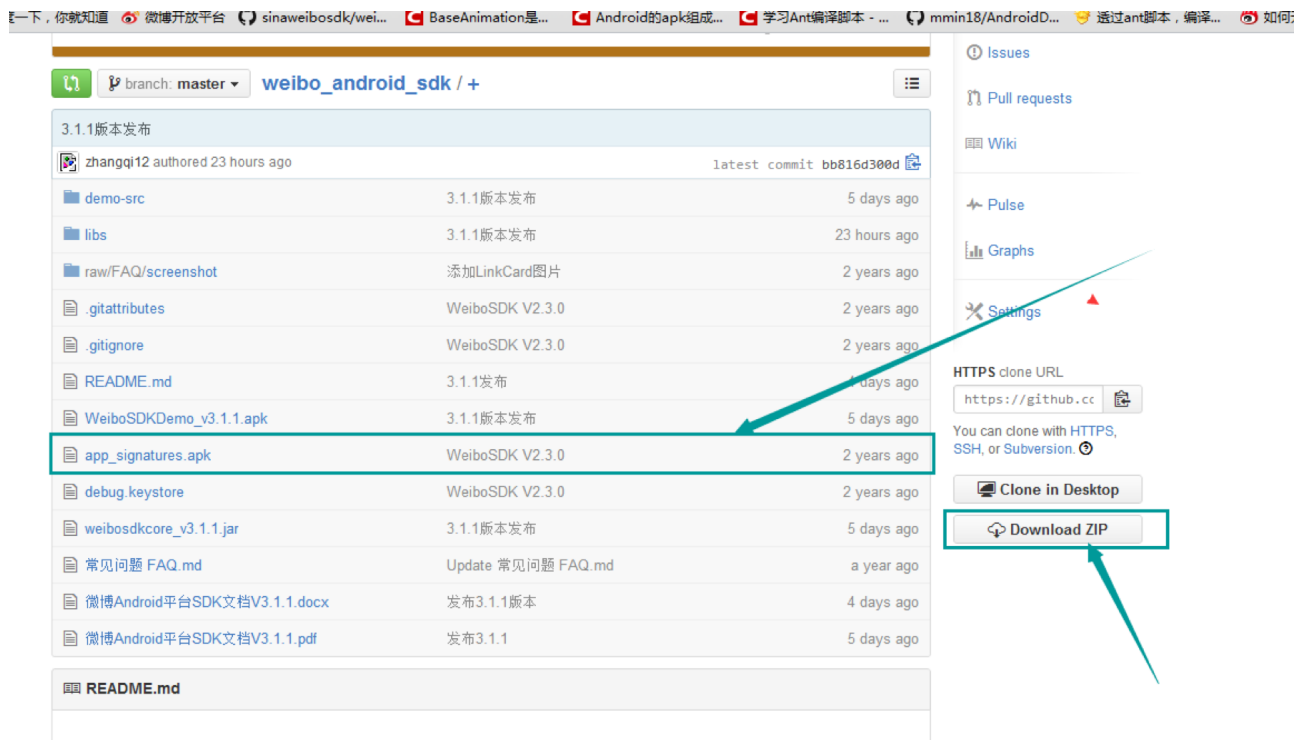 一下，你就知道 微博开放平台 sinaweibosdk/wei... BaseAnimation是... Android的apk组成... 学习Ant编译脚本 - ... mmin18/AndroidD... 透过ant脚本，编译... 如何
Issues
branch: master weibo_android_sdk / +
Pull requests
3.1.1版本发布
Wiki
zhangqi12 authored 23 hours ago latest commit bb816d300d
demo-src 3.1.1版本发布 5 days ago
Pulse
libs 3.1.1版本发布 23 hours ago
Graphs
raw/FAQ/screenshot 添加LinkCard图片 2 years ago
.gitattributes WeiboSDK V2.3.0 2 years ago
Settings
.gitignore WeiboSDK V2.3.0 2 years ago
README.md 3.1.1发布 days ago
HTTPS clone URL
https://github.cc
WeiboSDKDemo_v3.1.1.apk 3.1.1版本发布 5 days ago
You can clone with HTTPS,
SSH, or Subversion.
app_signatures.apk WeiboSDK V2.3.0 2 years ago
debug.keystore WeiboSDK V2.3.0 2 years ago
Clone in Desktop
weibosdkcore_v3.1.1.jar 3.1.1版本发布 5 days ago
Download ZIP
常见问题 FAQ.md Update 常见问题 FAQ.md a year ago
微博Android平台SDK文档V3.1.1.docx 发布3.1.1版本 4 days ago
微博Android平台SDK文档V3.1.1.pdf 发布3.1.1 5 days ago
README.md